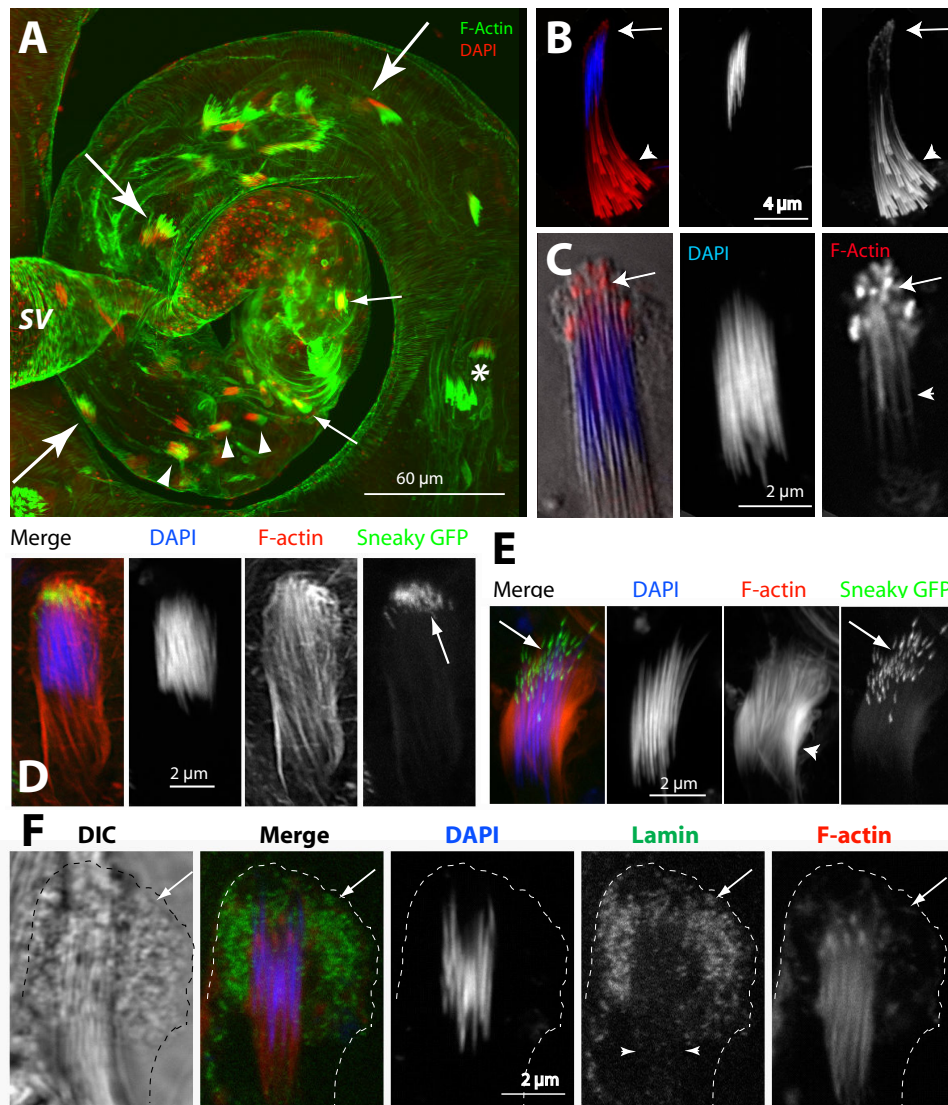 A
F-Actin
DAPI
SV
*
60 µm
B
4 µm
C
DAPI
F-Actin
2 µm
Merge
DAPI
F-actin
Sneaky GFP
D
2 µm
E
Merge
DAPI
F-actin
Sneaky GFP
2 µm
F
DIC
Merge
DAPI
Lamin
F-actin
2 µm